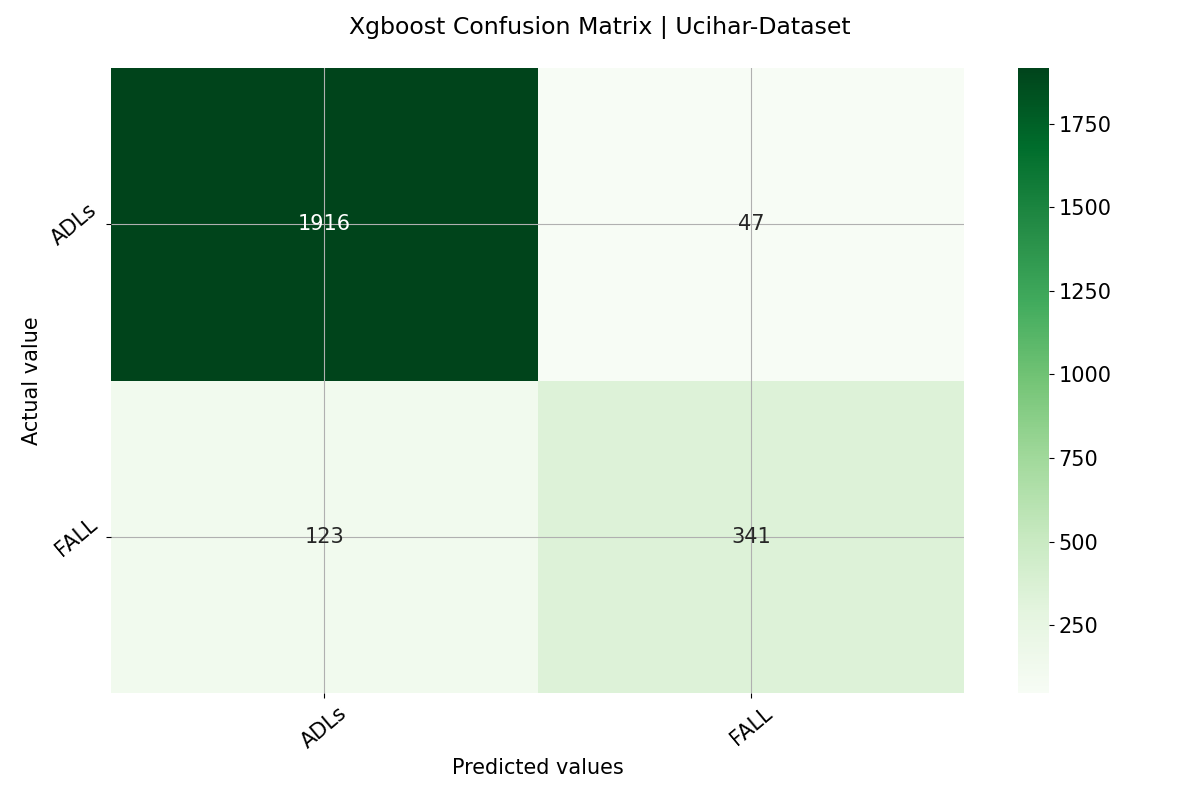 Xgboost Confusion Matrix | Ucihar-Dataset
1750
1500
1250
1000
750
500
250
Actual value
ADLs
1916
47
FALL
123
341
ADLs
FALL
Predicted values